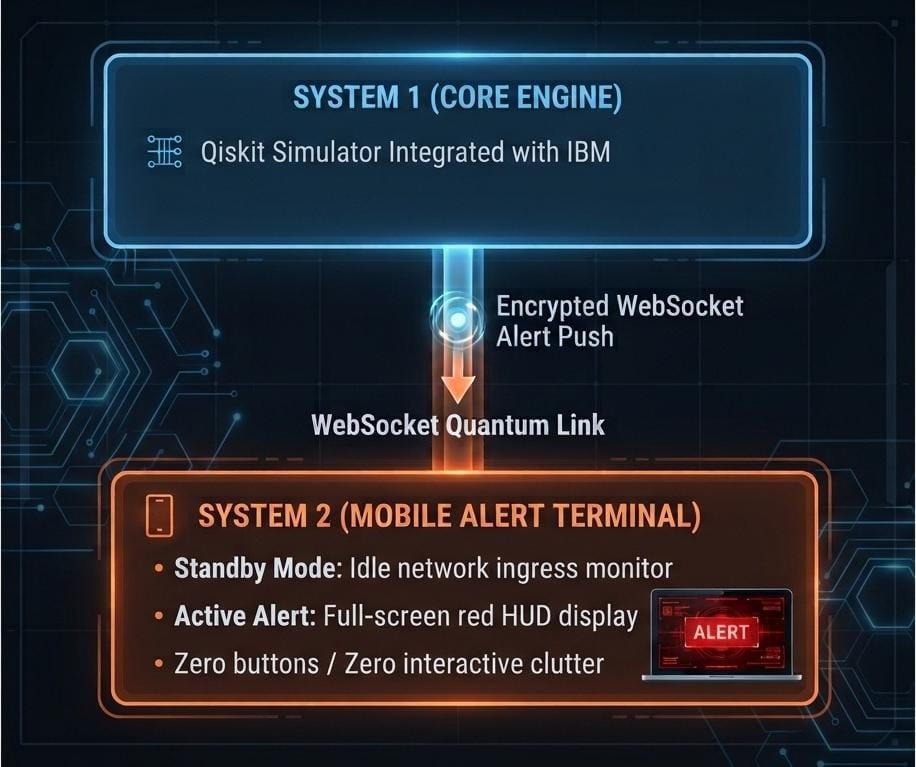 SYSTEM 1 (CORE ENGINE)
Qiskit Simulator Integrated with IBM
Encrypted WebSocket
Alert Push
WebSocket Quantum Link
SYSTEM 2 (MOBILE ALERT TERMINAL)
• Standby Mode: Idle network ingress monitor
• Active Alert: Full-screen red HUD display
• Zero buttons / Zero interactive clutter
ALERT